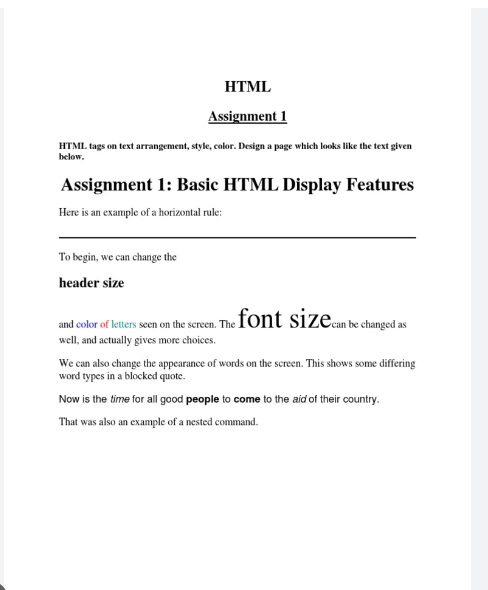 HTML
Assignment 1
HTML tags on text arrangement, style, color. Design a page which looks like the text given
below.
Assignment 1: Basic HTML Display Features
Here is an example of a horizontal rule:
To begin, we can change the
header size
and color of letters seen on the screen. The font size can be changed as
well, and actually gives more choices.
We can also change the appearance of words on the screen. This shows some differing
word types in a blocked quote.
Now is the time for all good people to come to the aid of their country.
That was also an example of a nested command.